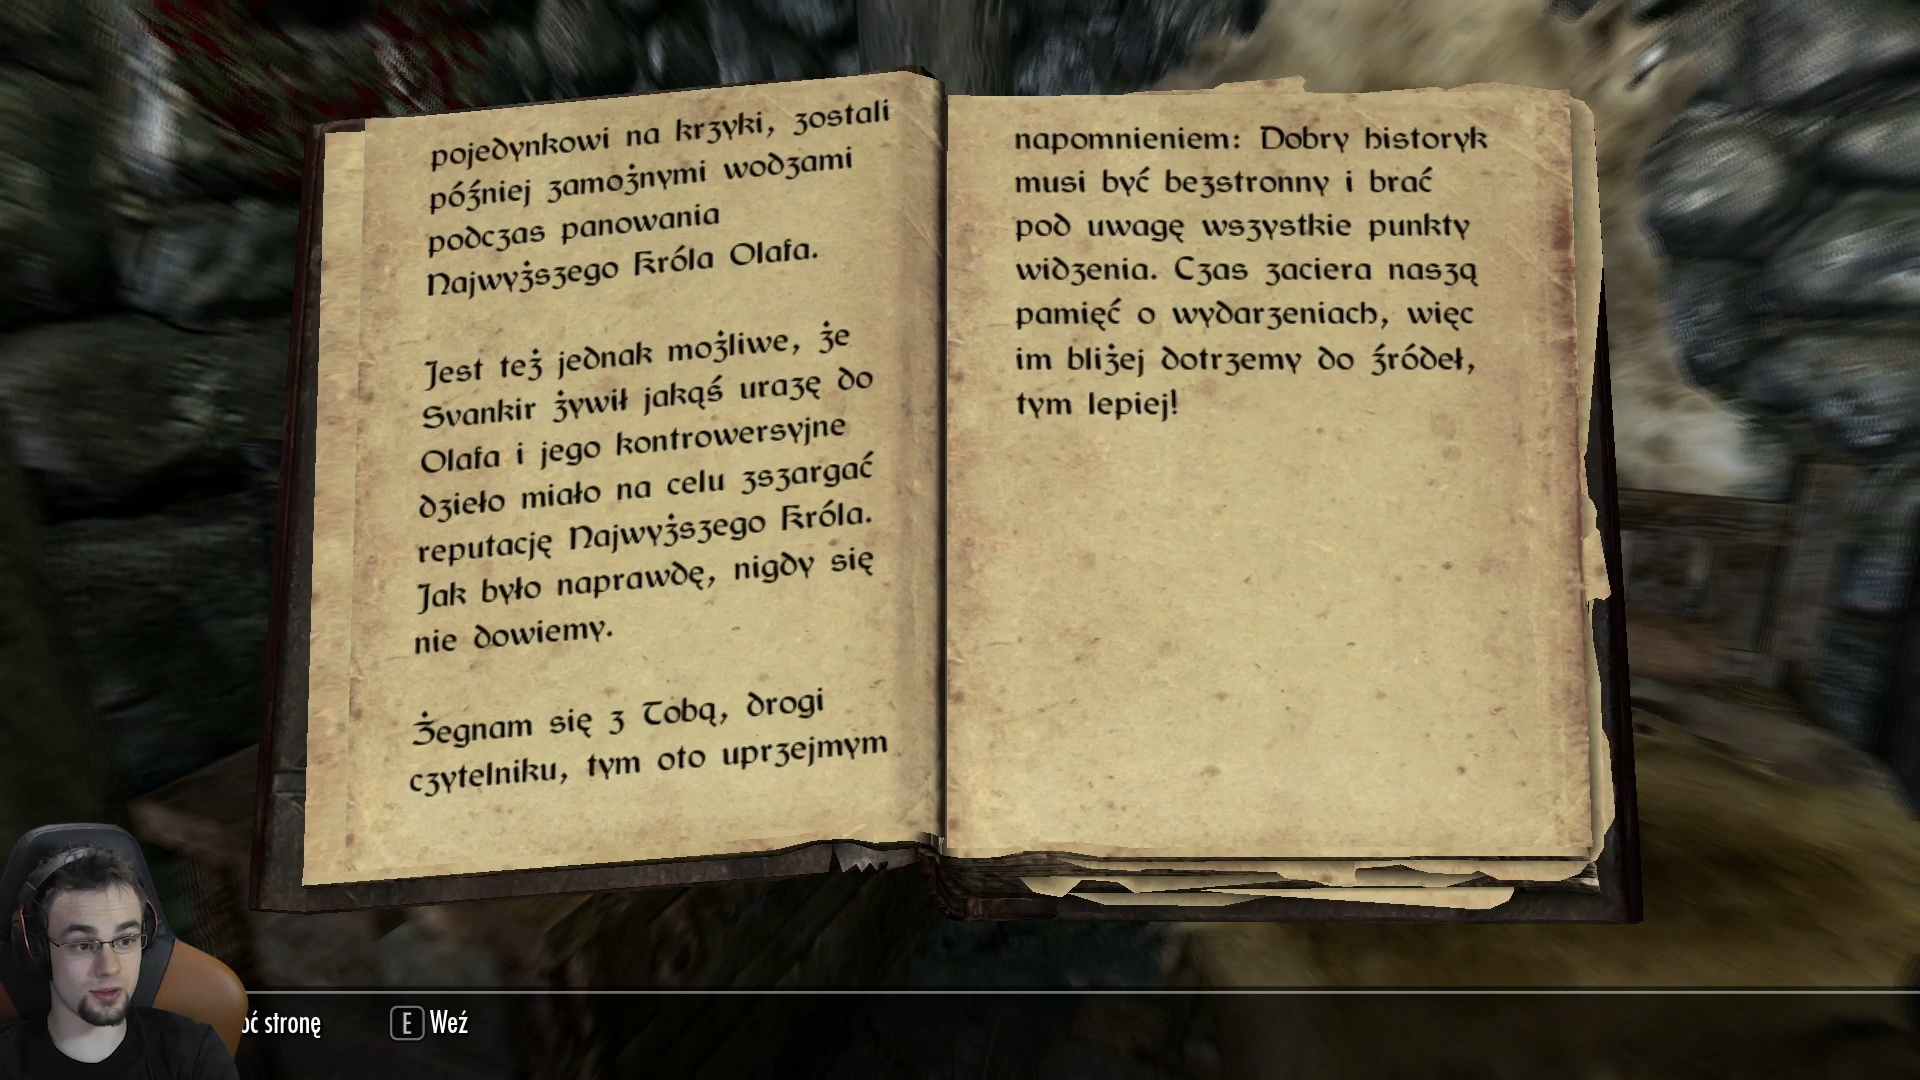 pojedynkowi na krzyki, zostali
później zamożnymi wodzami
podczas panowania
Najwyższego Króla Olafa.
Jest też jednak możliwe, że
Svankir żywił jakąś urazę do
Olafa i jego kontrowersyjne
dzieło miało na celu zszargać
reputację Najwyższego Króla.
Jak było naprawdę, nigdy się
nie dowiemy.
Żegnam się z Tobą, drogi
czytelniku, tym oto uprzejmym
napomnieniem: Dobry historyk
musi być bezstronny i brać
pod uwagę wszystkie punkty
widzenia. Czas zaciera naszą
pamięć o wydarzeniach, więc
im bliżej dotrzemy do źródeł,
tym lepiej!
stronę
E Weź